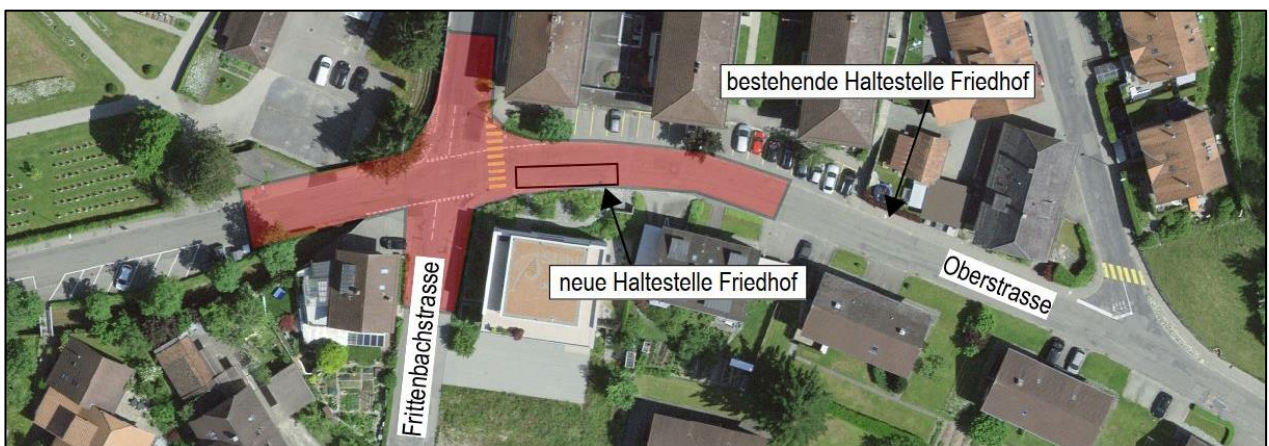 bestehende Haltestelle Friedhof
neue Haltestelle Friedhof
Oberstrasse
Frittenbachstrasse